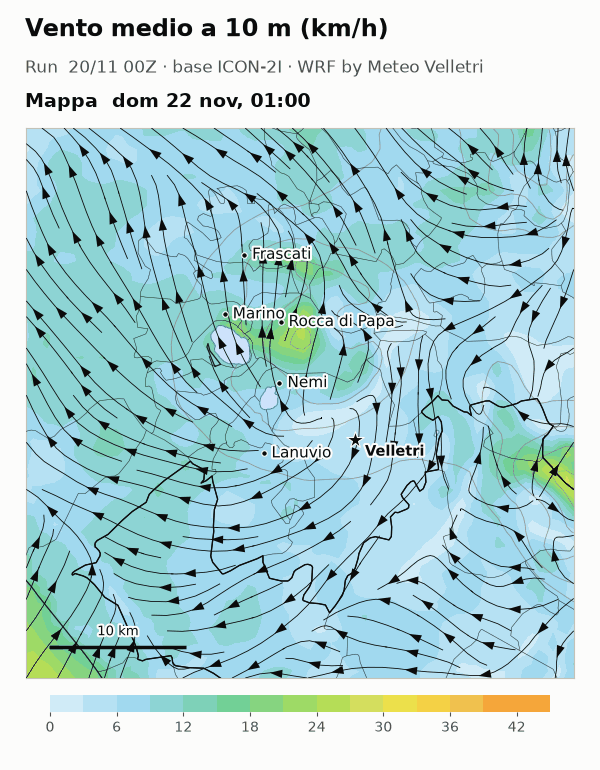 Vento medio a 10 m (km/h)
Run  20/11 00Z · base ICON-2I · WRF by Meteo Velletri
Mappa  dom 22 nov, 01:00
Frascati
Marino
Rocca di Papa
Nemi
Lanuvio
Velletri
10 km
0 6 12 18 24 30 36 42